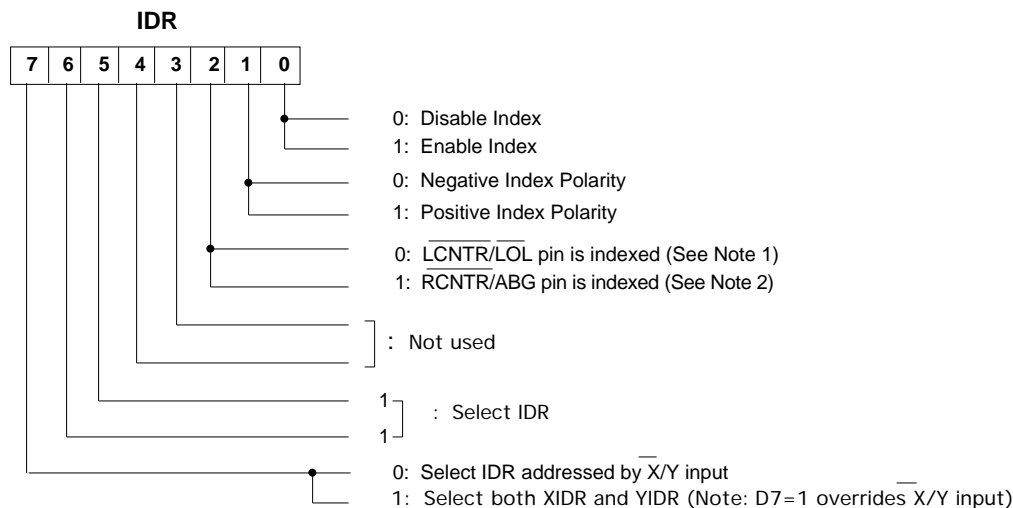 IDR
7 6 5 4 3 2 1 0
0: Disable Index
1: Enable Index
0: Negative Index Polarity
1: Positive Index Polarity
0: L̅C̅N̅T̅R̅/L̅O̅L̅ pin is indexed (See Note 1)
1: R̅C̅N̅T̅R̅/ABG pin is indexed (See Note 2)
: Not used
1
: Select IDR
1
0: Select IDR addressed by X̅/Y input
1: Select both XIDR and YIDR (Note: D7=1 overrides X̅/Y input)